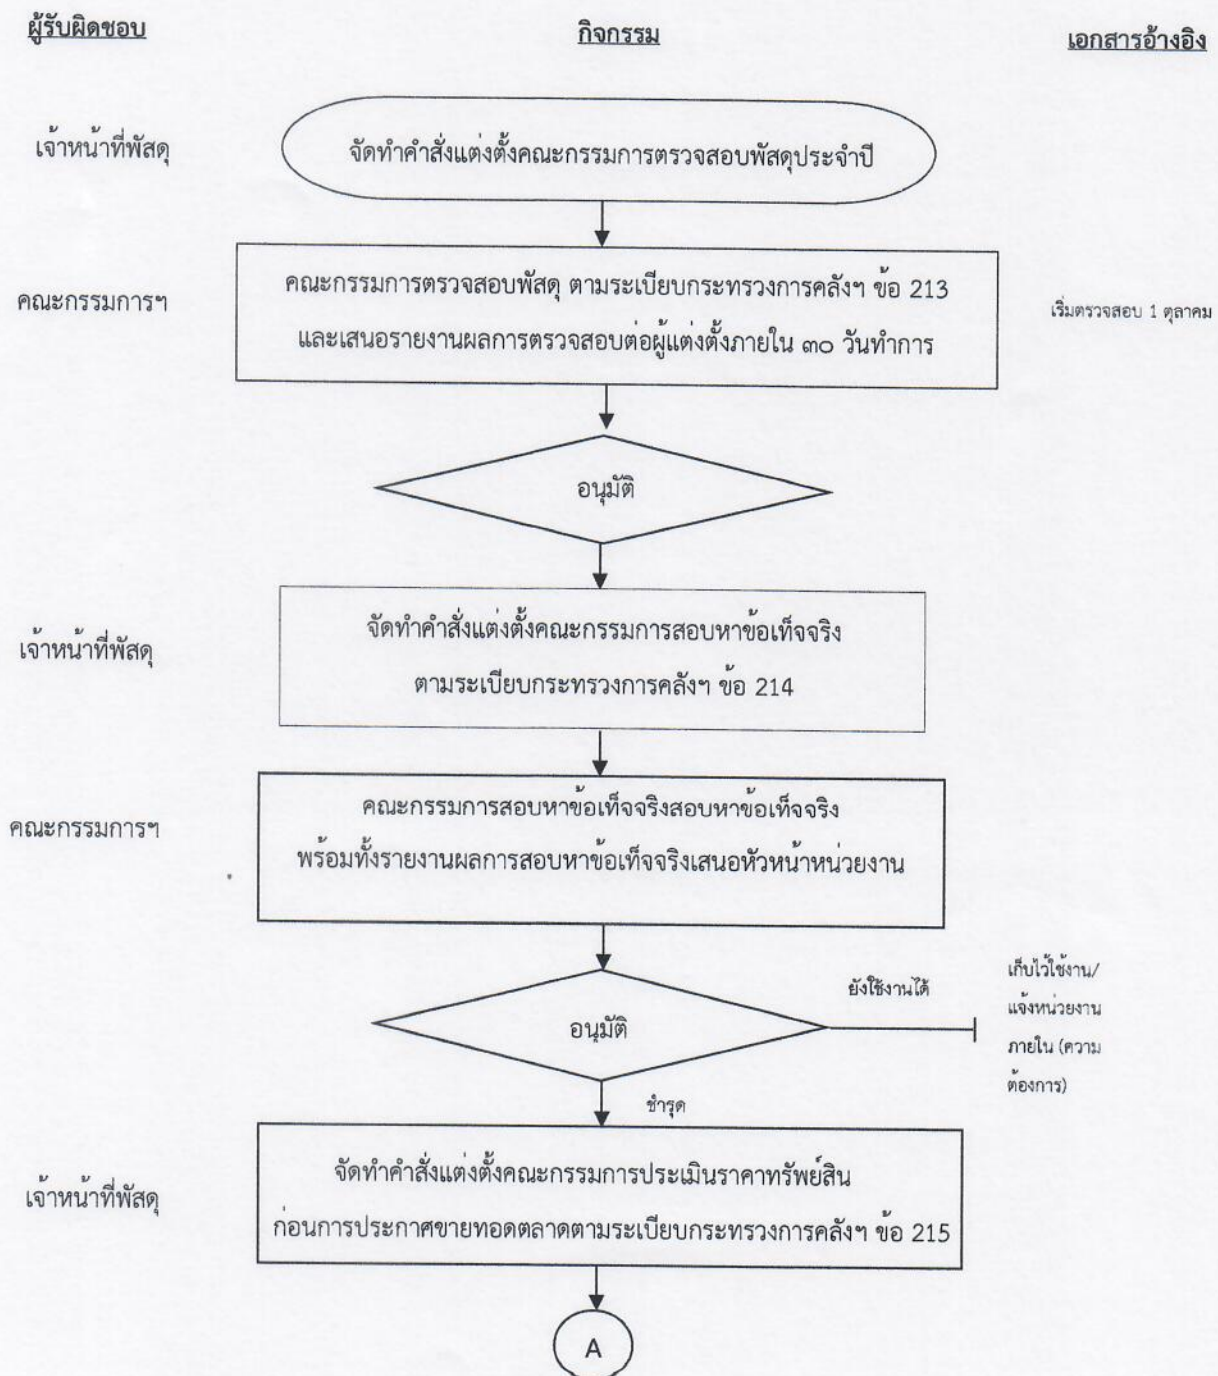 ผู้รับผิดชอบ
กิจกรรม
เอกสารอ้างอิง
เจ้าหน้าที่พัสดุ
จัดทำคำสั่งแต่งตั้งคณะกรรมการตรวจสอบพัสดุประจำปี
คณะกรรมการฯ
คณะกรรมการตรวจสอบพัสดุ ตามระเบียบกระทรวงการคลังฯ ข้อ 213
และเสนอรายงานผลการตรวจสอบต่อผู้แต่งตั้งภายใน ๓๐ วันทำการ
เริ่มตรวจสอบ 1 ตุลาคม
อนุมัติ
เจ้าหน้าที่พัสดุ
จัดทำคำสั่งแต่งตั้งคณะกรรมการสอบหาข้อเท็จจริง
ตามระเบียบกระทรวงการคลังฯ ข้อ 214
คณะกรรมการฯ
คณะกรรมการสอบหาข้อเท็จจริงสอบหาข้อเท็จจริง
พร้อมทั้งรายงานผลการสอบหาข้อเท็จจริงเสนอหัวหน้าหน่วยงาน
อนุมัติ
ยังใช้งานได้
เก็บไว้ใช้งาน/
แจ้งหน่วยงาน
ภายใน (ความ
ต้องการ)
ชำรุด
เจ้าหน้าที่พัสดุ
จัดทำคำสั่งแต่งตั้งคณะกรรมการประเมินราคาทรัพย์สิน
ก่อนการประกาศขายทอดตลาดตามระเบียบกระทรวงการคลังฯ ข้อ 215
A